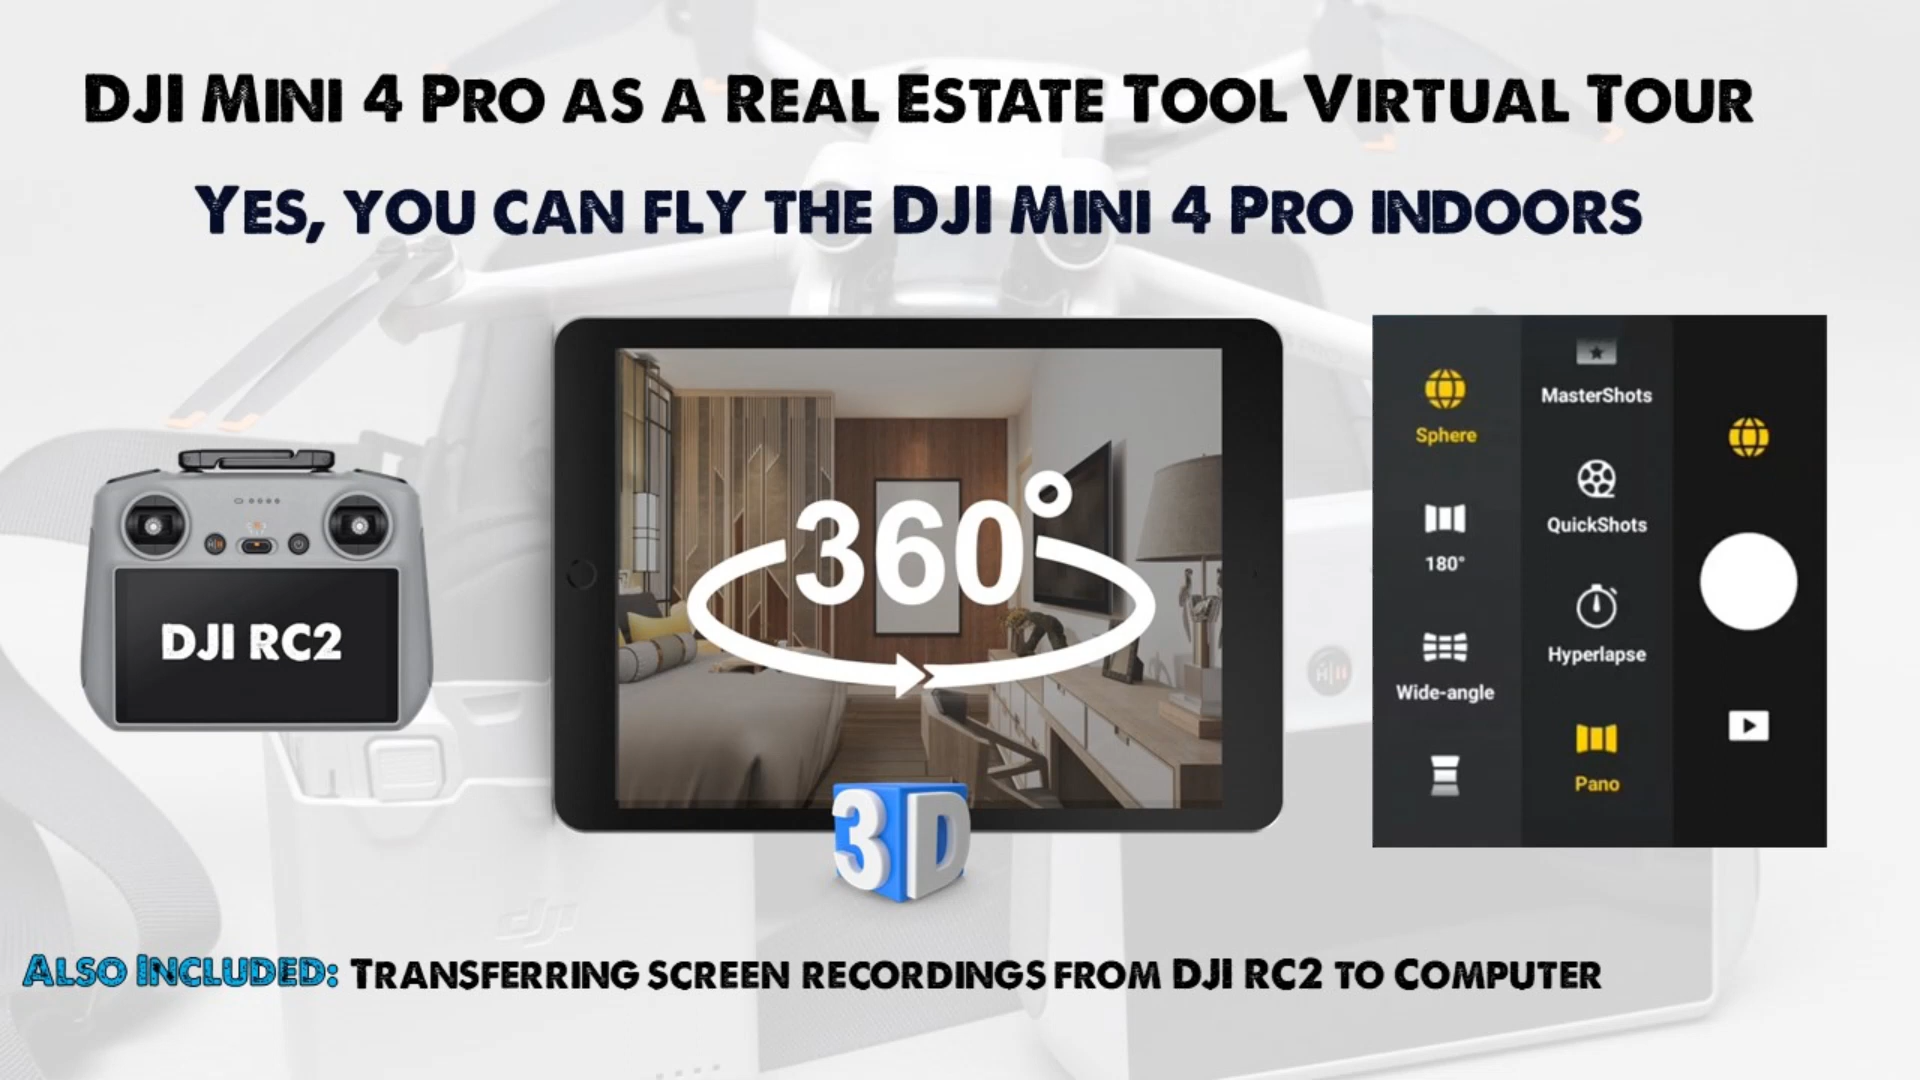 DJI Mini 4 Pro as a Real Estate Tool Virtual Tour
Yes, you can fly the DJI Mini 4 Pro indoors
DJI RC2
360°
3D
Sphere
180°
Wide-angle
MasterShots
QuickShots
Hyperlapse
Pano
Also Included: Transferring screen recordings from DJI RC2 to Computer